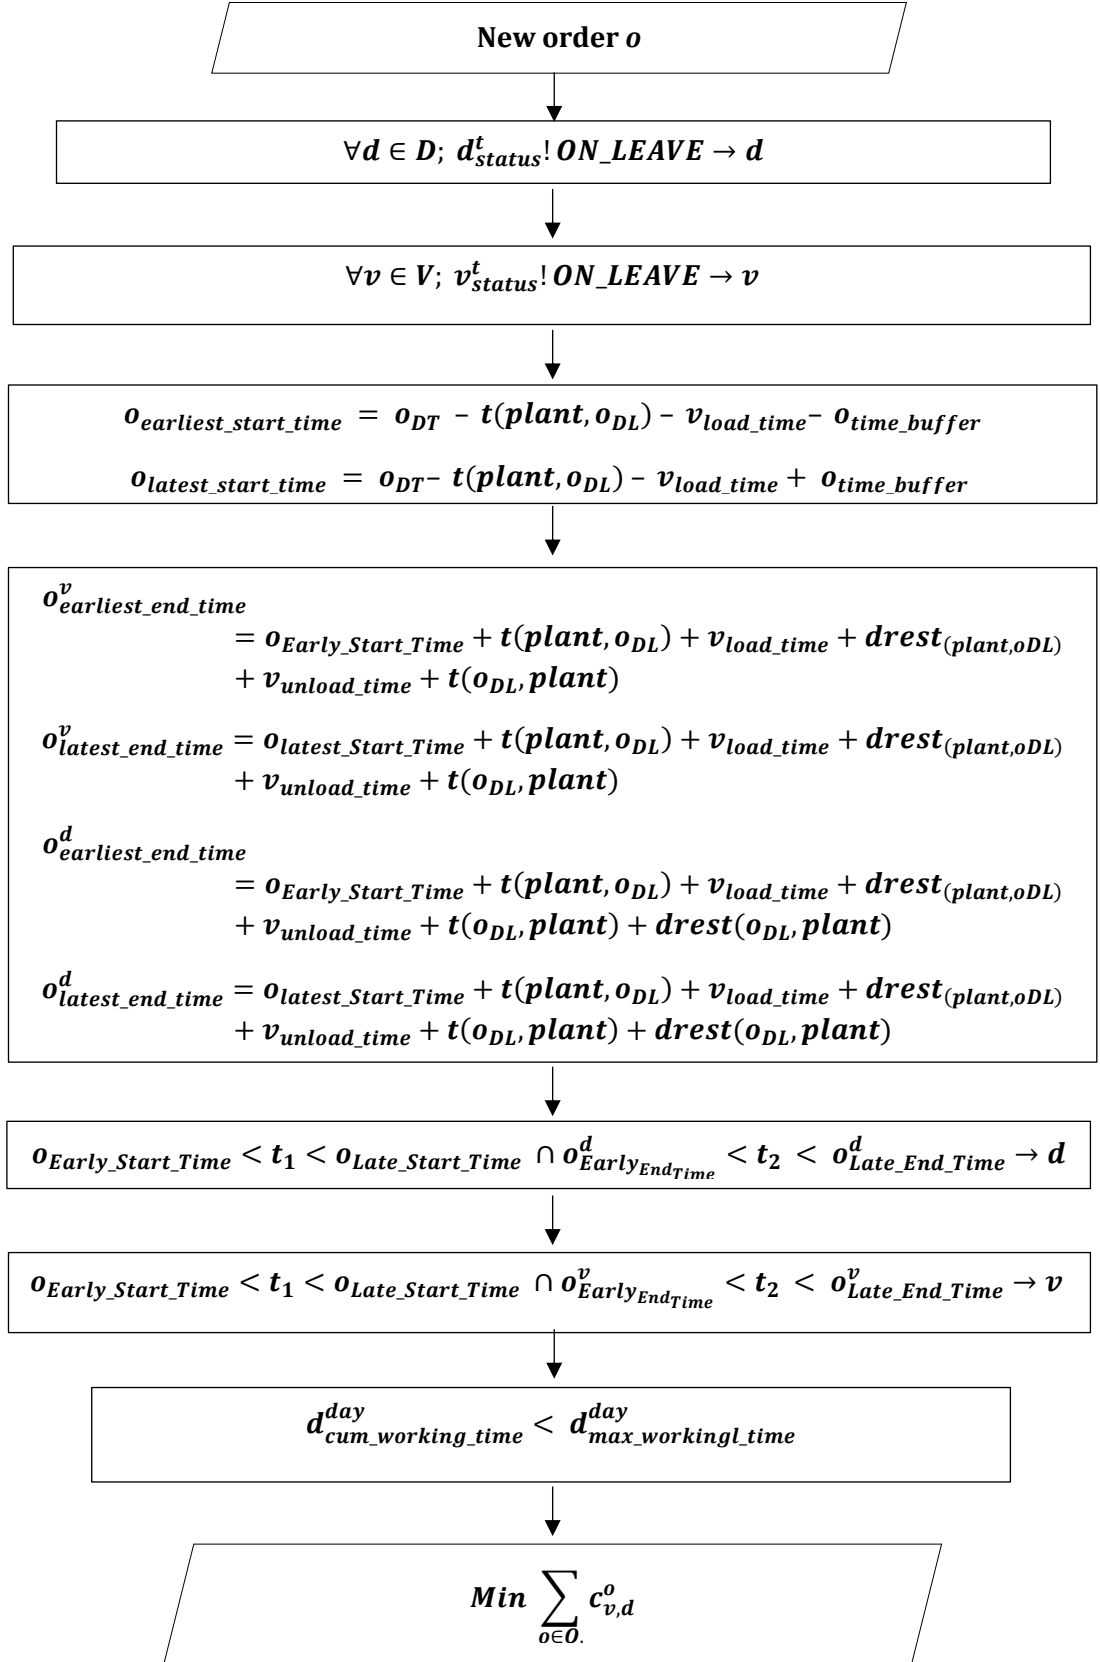 New order o
∀d ∈ D; d^t_status! ON_LEAVE → d
∀v ∈ V; v^t_status! ON_LEAVE → v
o_earliest_start_time = o_DT – t(plant, o_DL) – v_load_time – o_time_buffer
o_latest_start_time = o_DT – t(plant, o_DL) – v_load_time + o_time_buffer
o^v_earliest_end_time
= o_Early_Start_Time + t(plant, o_DL) + v_load_time + drest_(plant,oDL)
+ v_unload_time + t(o_DL, plant)
o^v_latest_end_time = o_latest_Start_Time + t(plant, o_DL) + v_load_time + drest_(plant,oDL)
+ v_unload_time + t(o_DL, plant)
o^d_earliest_end_time
= o_Early_Start_Time + t(plant, o_DL) + v_load_time + drest_(plant,oDL)
+ v_unload_time + t(o_DL, plant) + drest(o_DL, plant)
o^d_latest_end_time = o_latest_Start_Time + t(plant, o_DL) + v_load_time + drest_(plant,oDL)
+ v_unload_time + t(o_DL, plant) + drest(o_DL, plant)
o_Early_Start_Time < t_1 < o_Late_Start_Time ∩ o^d_Early_End_Time < t_2 < o^d_Late_End_Time → d
o_Early_Start_Time < t_1 < o_Late_Start_Time ∩ o^v_Early_End_Time < t_2 < o^v_Late_End_Time → v
d^day_cum_working_time < d^day_max_workingl_time
Min ∑_{o∈O.} c^o_{v,d}